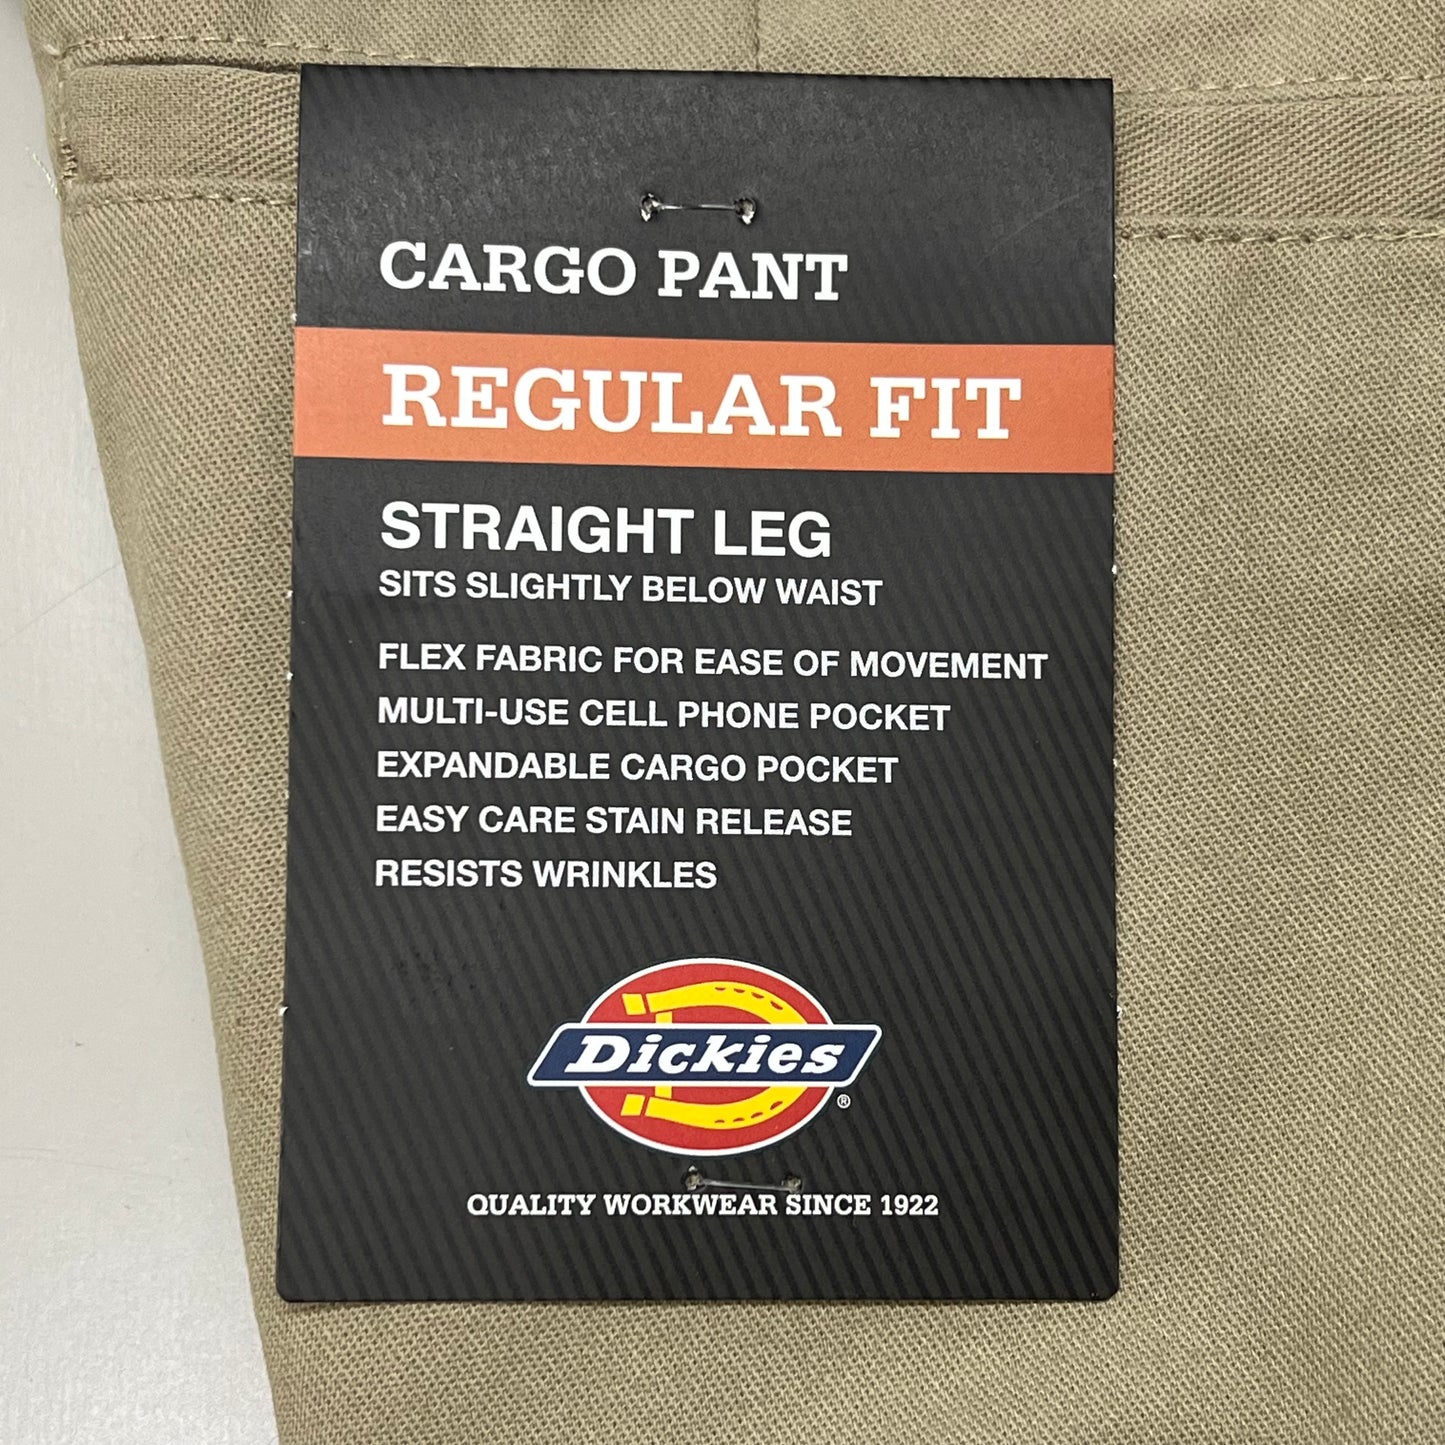 CARGO PANT
REGULAR FIT
STRAIGHT LEG
SITS SLIGHTLY BELOW WAIST
FLEX FABRIC FOR EASE OF MOVEMENT
MULTI-USE CELL PHONE POCKET
EXPANDABLE CARGO POCKET
EASY CARE STAIN RELEASE
RESISTS WRINKLES
Dickies®
QUALITY WORKWEAR SINCE 1922